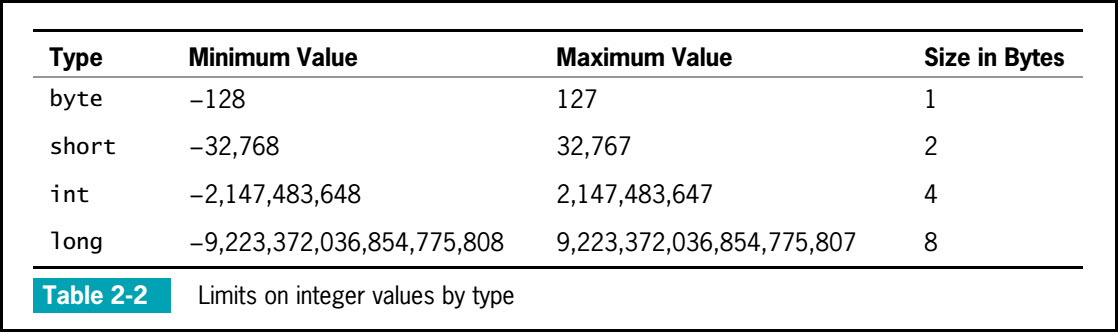 Type Minimum Value Maximum Value Size in Bytes
byte –128 127 1
short –32,768 32,767 2
int –2,147,483,648 2,147,483,647 4
long –9,223,372,036,854,775,808 9,223,372,036,854,775,807 8
Table 2-2 Limits on integer values by type